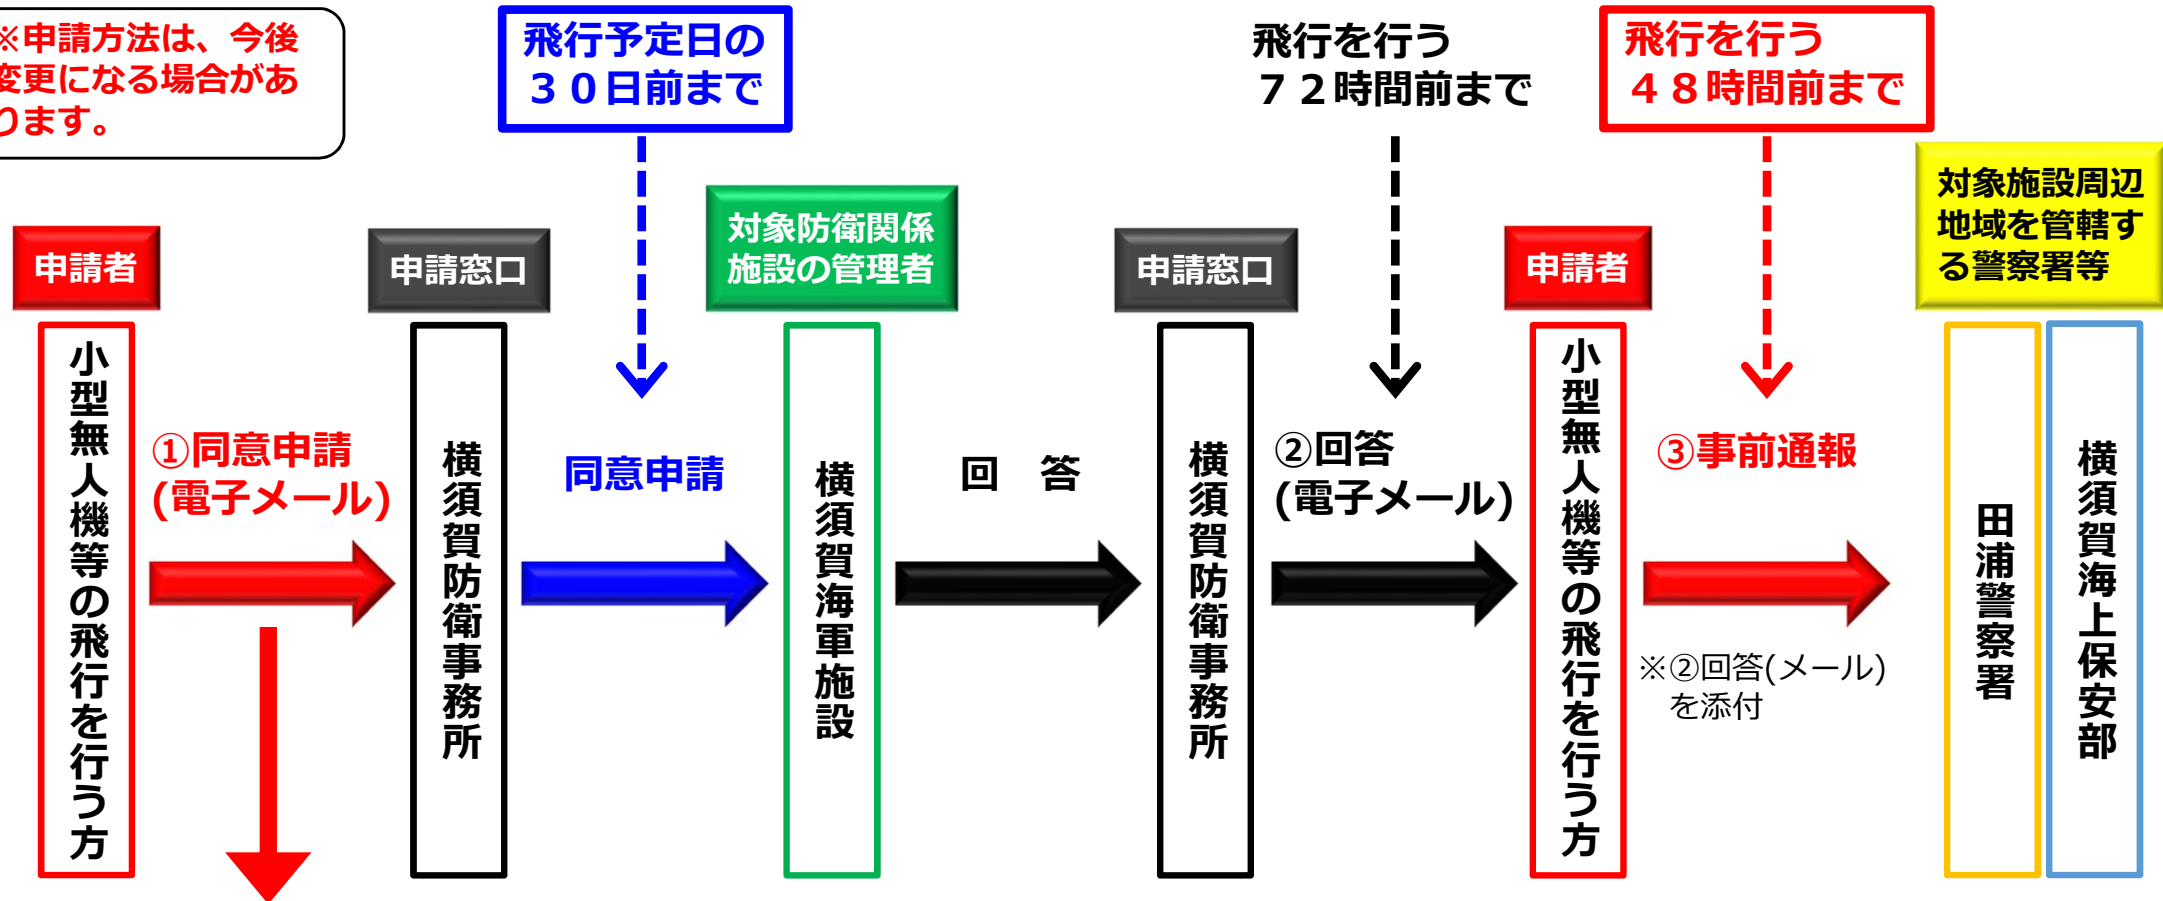 ※申請方法は、今後
変更になる場合があ
ります。
飛行予定日の
３０日前まで
飛行を行う
７２時間前まで
飛行を行う
４８時間前まで
申請者
申請窓口
対象防衛関係
施設の管理者
申請窓口
申請者
対象施設周辺
地域を管轄す
る警察署等
小型無人機等の飛行を行う方
①同意申請
(電子メール)
横須賀防衛事務所
同意申請
横須賀海軍施設
回　答
横須賀防衛事務所
②回答
(電子メール)
小型無人機等の飛行を行う方
③事前通報
※②回答(メール)
を添付
田浦警察署
横須賀海上保安部